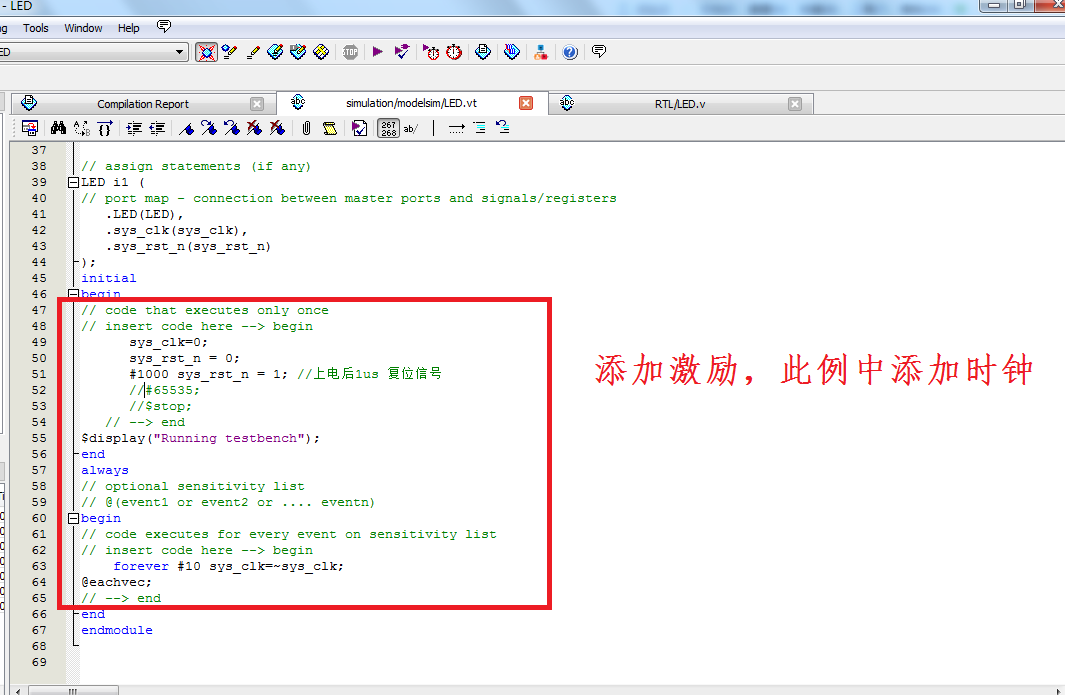 - LED
ng Tools Window Help
ED
STOP
Compilation Report simulation/modelsim/LED.vt RTL/LED.v
267 268 ab/
37
38 // assign statements (if any)
39 LED i1 (
40 // port map - connection between master ports and signals/registers
41 .LED(LED),
42 .sys_clk(sys_clk),
43 .sys_rst_n(sys_rst_n)
44 );
45 initial
46 begin
47 // code that executes only once
48 // insert code here --> begin
49 sys_clk=0;
50 sys_rst_n = 0;
51 #1000 sys_rst_n = 1; //上电后1us 复位信号
52 //#65535;
53 //$stop;
54 // --> end
55 $display("Running testbench");
56 end
57 always
58 // optional sensitivity list
59 // @(event1 or event2 or .... eventn)
60 begin
61 // code executes for every event on sensitivity list
62 // insert code here --> begin
63 forever #10 sys_clk=~sys_clk;
64 @eachvec;
65 // --> end
66 end
67 endmodule
68
69
添加激励，此例中添加时钟